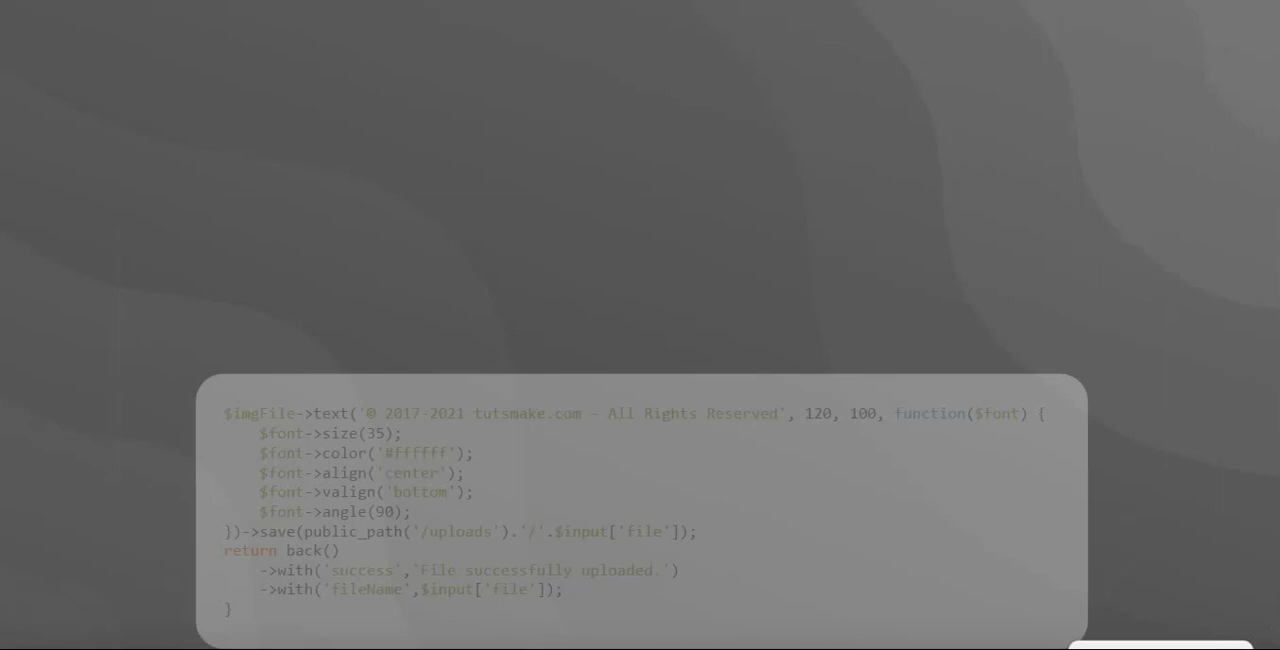 $imgFile->text('© 2017-2021 tutsmake.com - All Rights Reserved', 120, 100, function($font) {
$font->size(35);
$font->color('#ffffff');
$font->align('center');
$font->valign('bottom');
$font->angle(90);
})->save(public_path('/uploads').'/'.$input['file']);
return back()
->with('success','File successfully uploaded.')
->with('fileName',$input['file']);
}